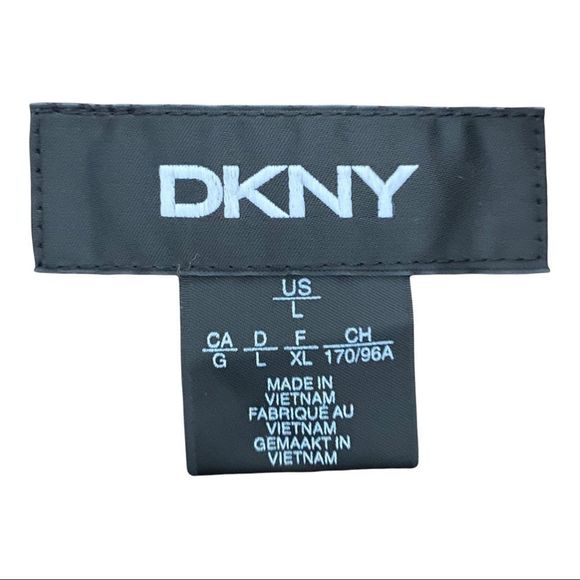 DKNY
US
L
CA D F CH
G L XL 170/96A
MADE IN
VIETNAM
FABRIQUÉ AU
VIETNAM
GEMAAKT IN
VIETNAM